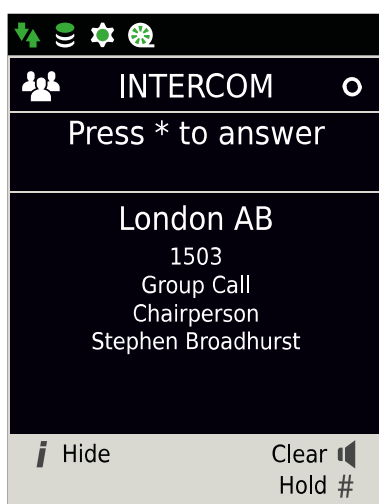 INTERCOM
Press * to answer
London AB
1503
Group Call
Chairperson
Stephen Broadhurst
i Hide
Clear
Hold #